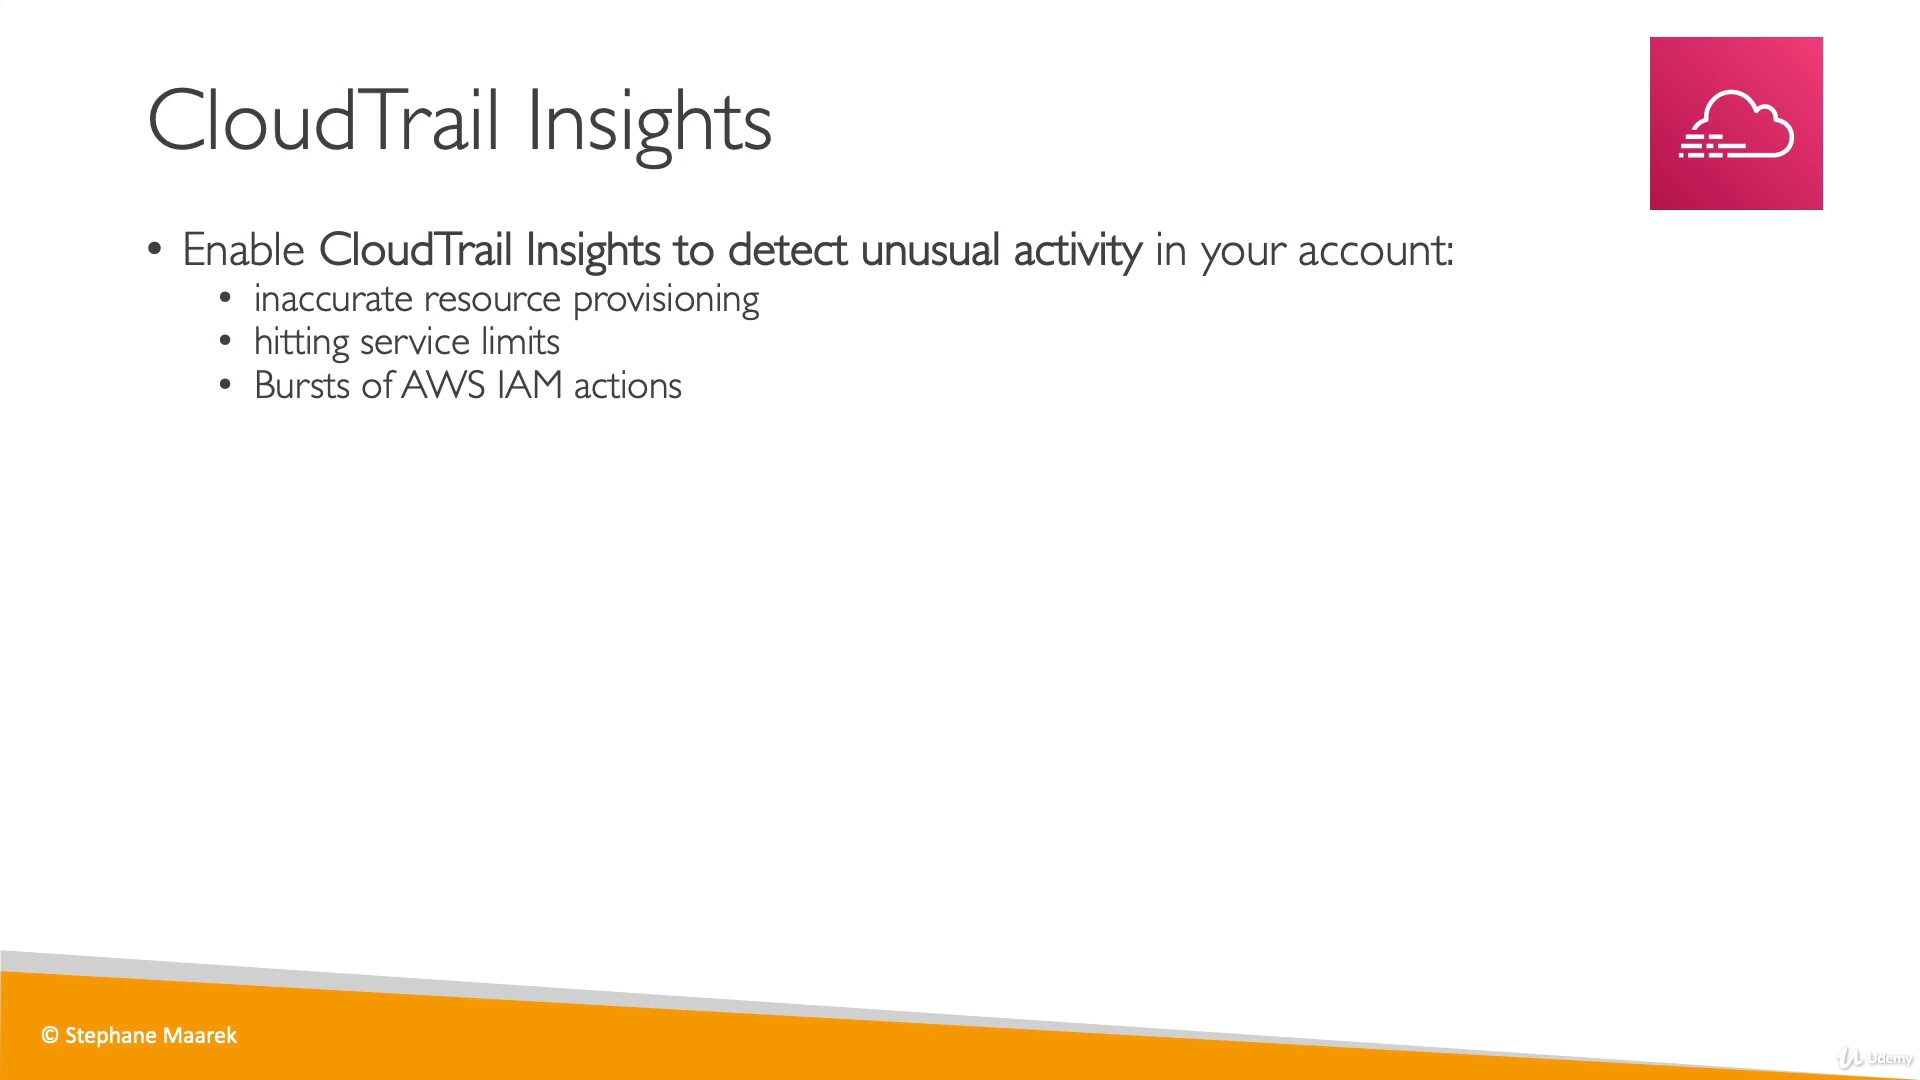 CloudTrail Insights
• Enable CloudTrail Insights to detect unusual activity in your account:
• inaccurate resource provisioning
• hitting service limits
• Bursts of AWS IAM actions
© Stephane Maarek
Udemy